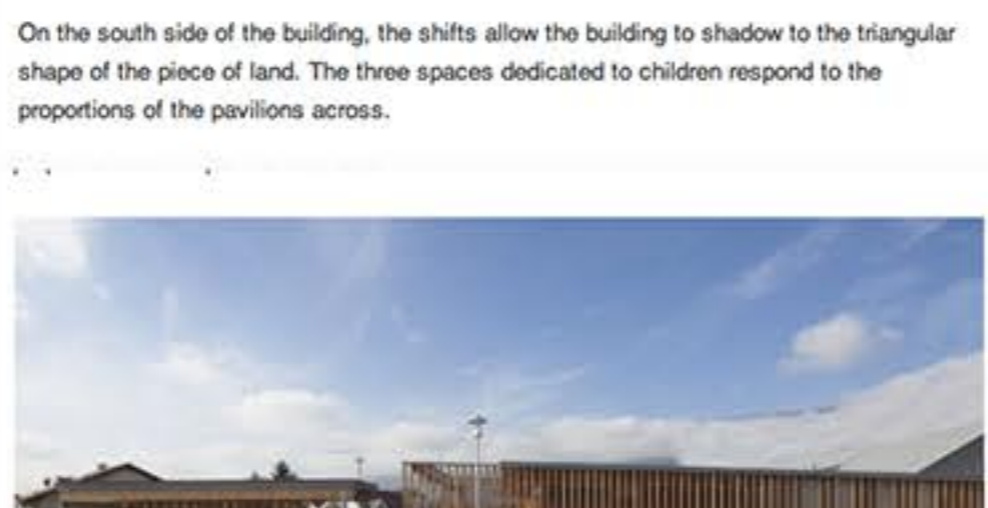 On the south side of the building, the shifts allow the building to shadow to the triangular
shape of the piece of land. The three spaces dedicated to children respond to the
proportions of the pavilions across.